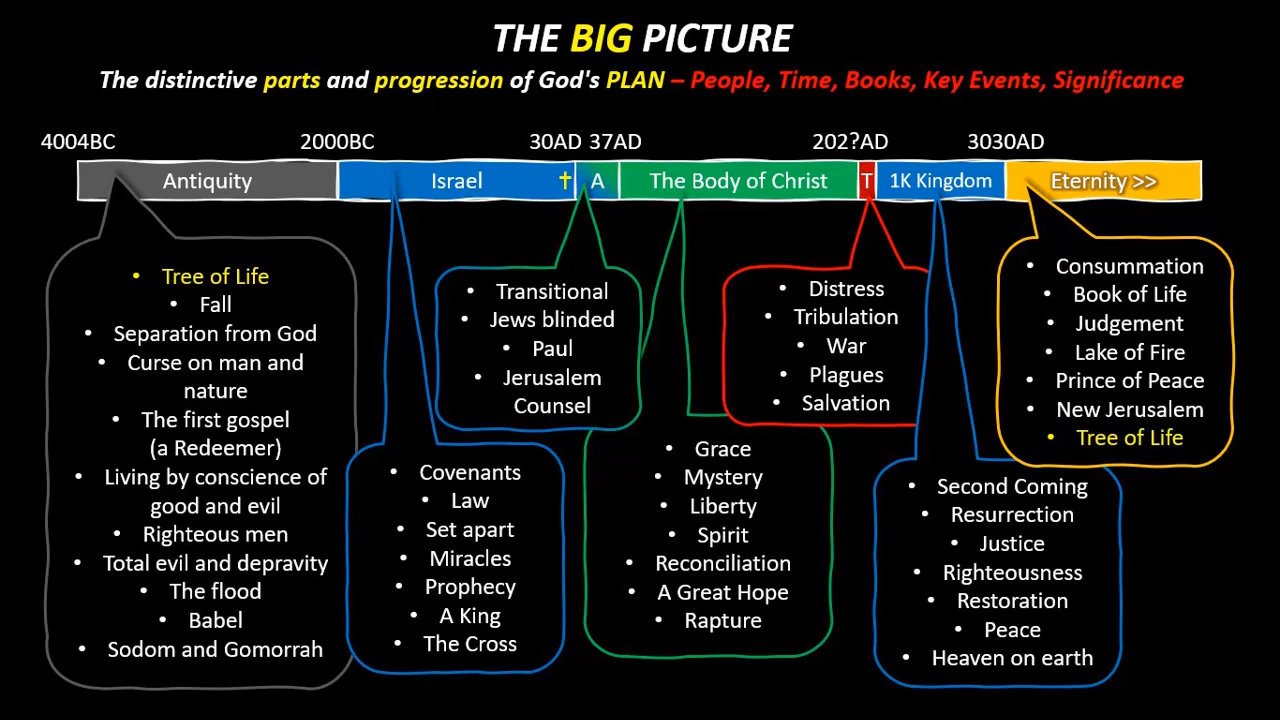 THE BIG PICTURE
The distinctive parts and progression of God's PLAN – People, Time, Books, Key Events, Significance
4004BC 2000BC 30AD 37AD 202?AD 3030AD
Antiquity Israel ✝ A The Body of Christ T 1K Kingdom Eternity >>
• Tree of Life
• Fall
• Separation from God
• Curse on man and
nature
• The first gospel
(a Redeemer)
• Living by conscience of
good and evil
• Righteous men
• Total evil and depravity
• The flood
• Babel
• Sodom and Gomorrah
• Covenants
• Law
• Set apart
• Miracles
• Prophecy
• A King
• The Cross
• Transitional
• Jews blinded
• Paul
• Jerusalem
Counsel
• Grace
• Mystery
• Liberty
• Spirit
• Reconciliation
• A Great Hope
• Rapture
• Distress
• Tribulation
• War
• Plagues
• Salvation
• Second Coming
• Resurrection
• Justice
• Righteousness
• Restoration
• Peace
• Heaven on earth
• Consummation
• Book of Life
• Judgement
• Lake of Fire
• Prince of Peace
• New Jerusalem
• Tree of Life